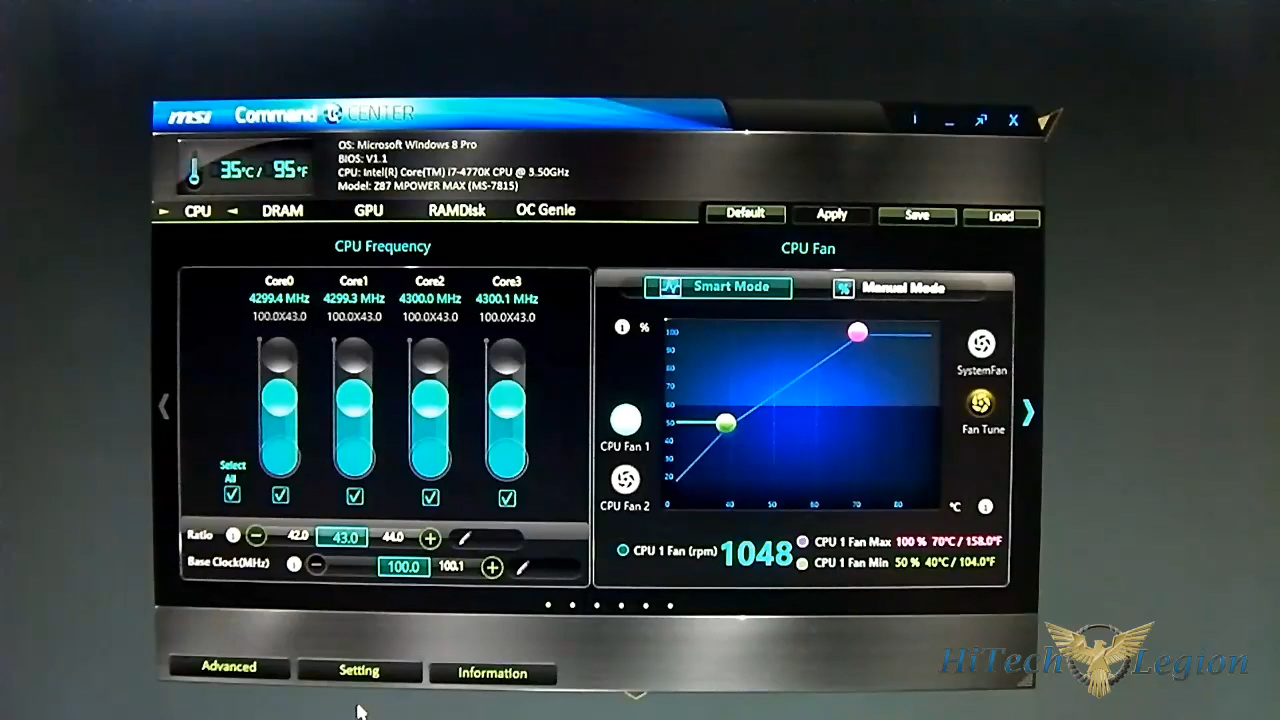 msi Command CENTER
i _ X
35°C / 95°F
OS: Microsoft Windows 8 Pro
BIOS: V1.1
CPU: Intel(R) Core(TM) i7-4770K CPU @ 3.50GHz
Model: Z87 MPOWER MAX (MS-7815)
CPU DRAM GPU RAMDisk OC Genie
Default Apply Save Load
CPU Frequency
Core0 Core1 Core2 Core3
4299.4 MHz 4299.3 MHz 4300.0 MHz 4300.1 MHz
100.0X43.0 100.0X43.0 100.0X43.0 100.0X43.0
Select
All
Ratio i 42.0 43.0 44.0
Base Clock(MHz) i 100.0 100.1
CPU Fan
Smart Mode % Manual Mode
i %
100
90
80
70
60
50
40
30
20
0 40 50 60 70 80
°C i
CPU Fan 1
CPU Fan 2
SystemFan
Fan Tune
CPU 1 Fan (rpm) 1048
CPU 1 Fan Max 100 % 70°C / 158.0°F
CPU 1 Fan Min 50 % 40°C / 104.0°F
Advanced Setting Information
HiTech Legion